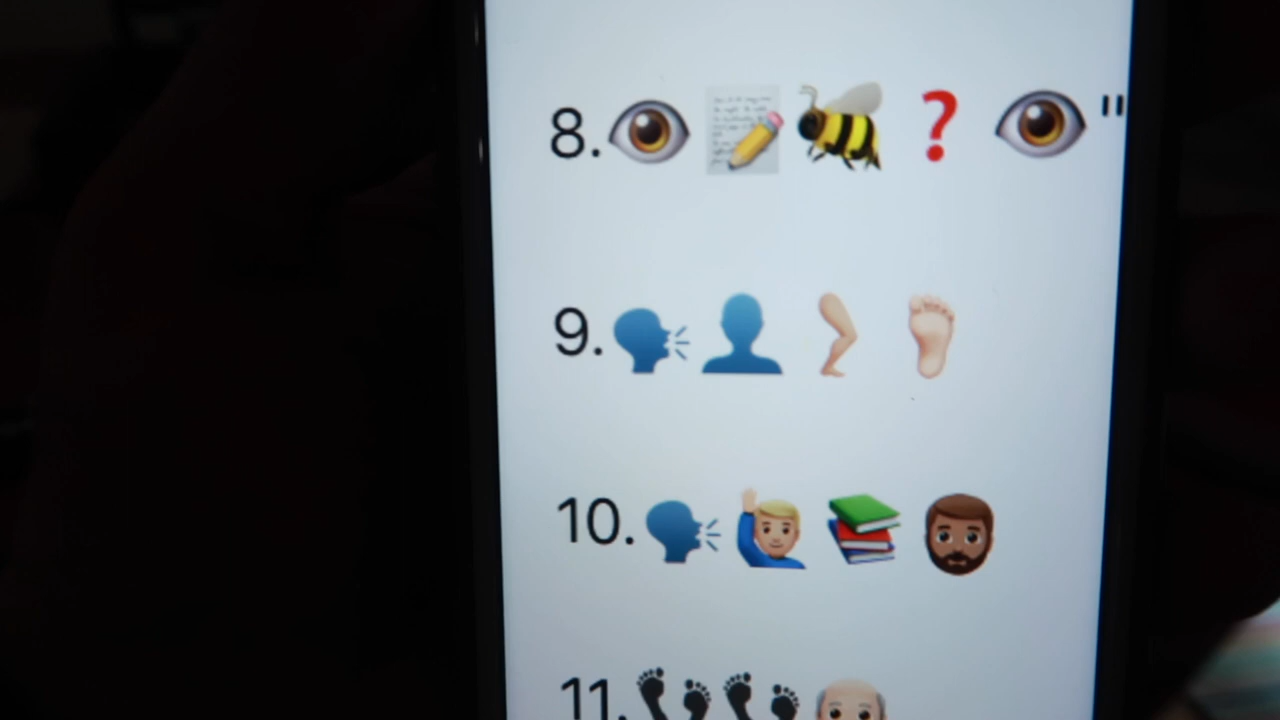 8. 👁️ 📝 🐝 ❓ 👁️ "
9. 🗣️ 👤 🦵🏼 🦶🏼
10. 🗣️ 🙋🏼‍♂️ 📚 🧔🏾
11. 👣 👣 👴🏼